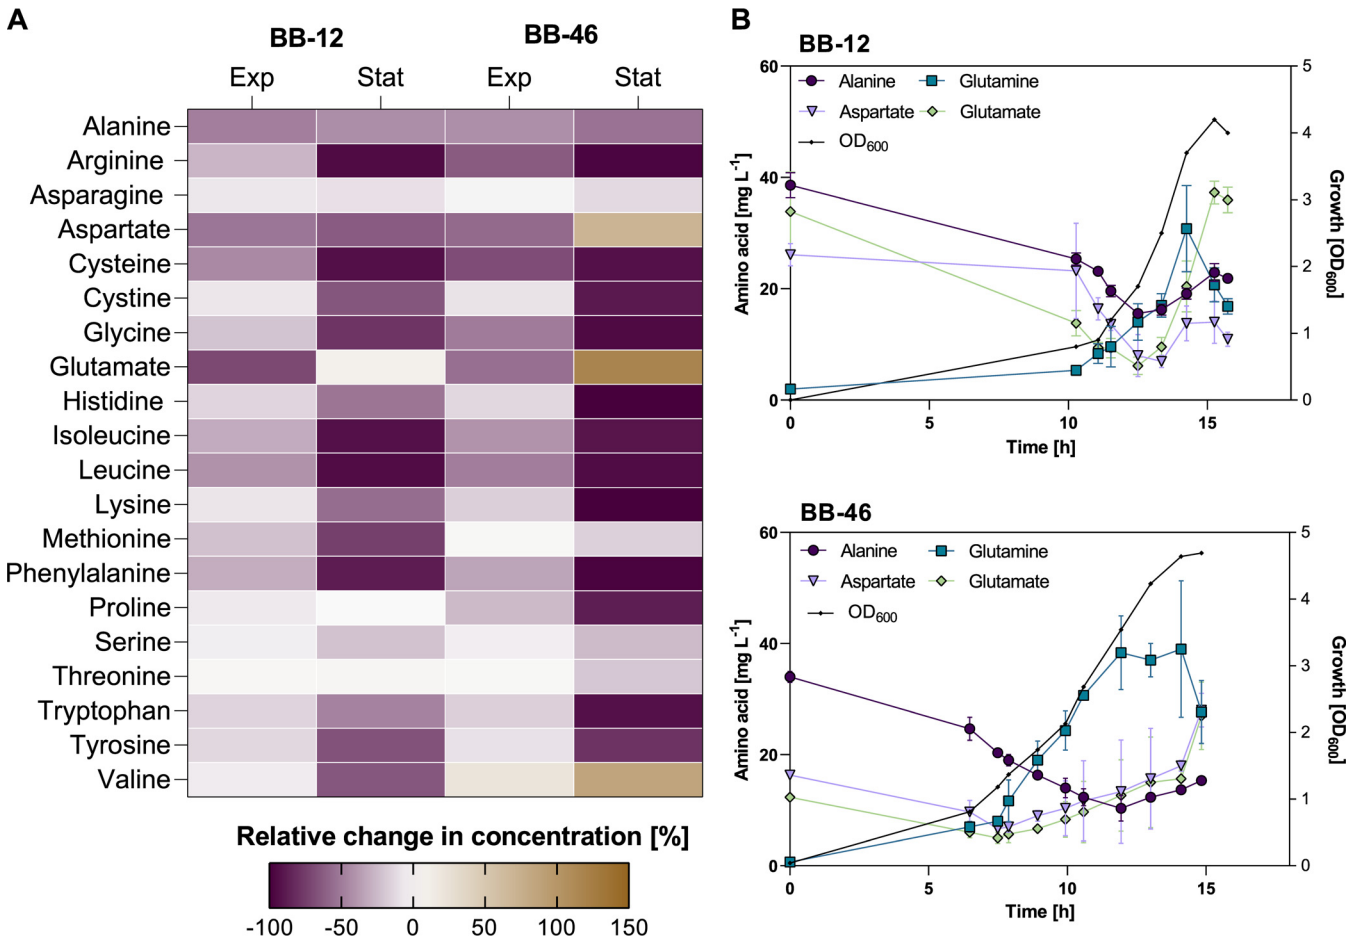 A
BB-12 BB-46
Exp Stat Exp Stat
Alanine
Arginine
Asparagine
Aspartate
Cysteine
Cystine
Glycine
Glutamate
Histidine
Isoleucine
Leucine
Lysine
Methionine
Phenylalanine
Proline
Serine
Threonine
Tryptophan
Tyrosine
Valine
Relative change in concentration [%]
-100 -50 0 50 100 150
B
BB-12
Alanine Glutamine
Aspartate Glutamate
OD600
60
40
20
0
Amino acid [mg L-1]
5
4
3
2
1
0
Growth [OD600]
0 5 10 15
Time [h]
BB-46
Alanine Glutamine
Aspartate Glutamate
OD600
60
40
20
0
Amino acid [mg L-1]
5
4
3
2
1
0
Growth [OD600]
0 5 10 15
Time [h]